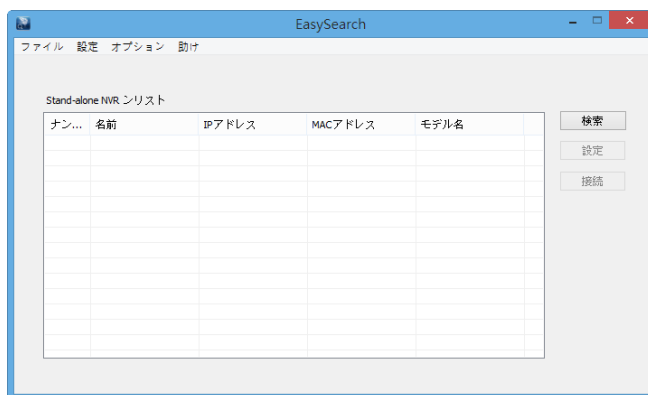 EasySearch
ファイル 設定 オプション 助け
Stand-alone NVR ンリスト
ナン... 名前 IPアドレス MACアドレス モデル名
検索
設定
接続